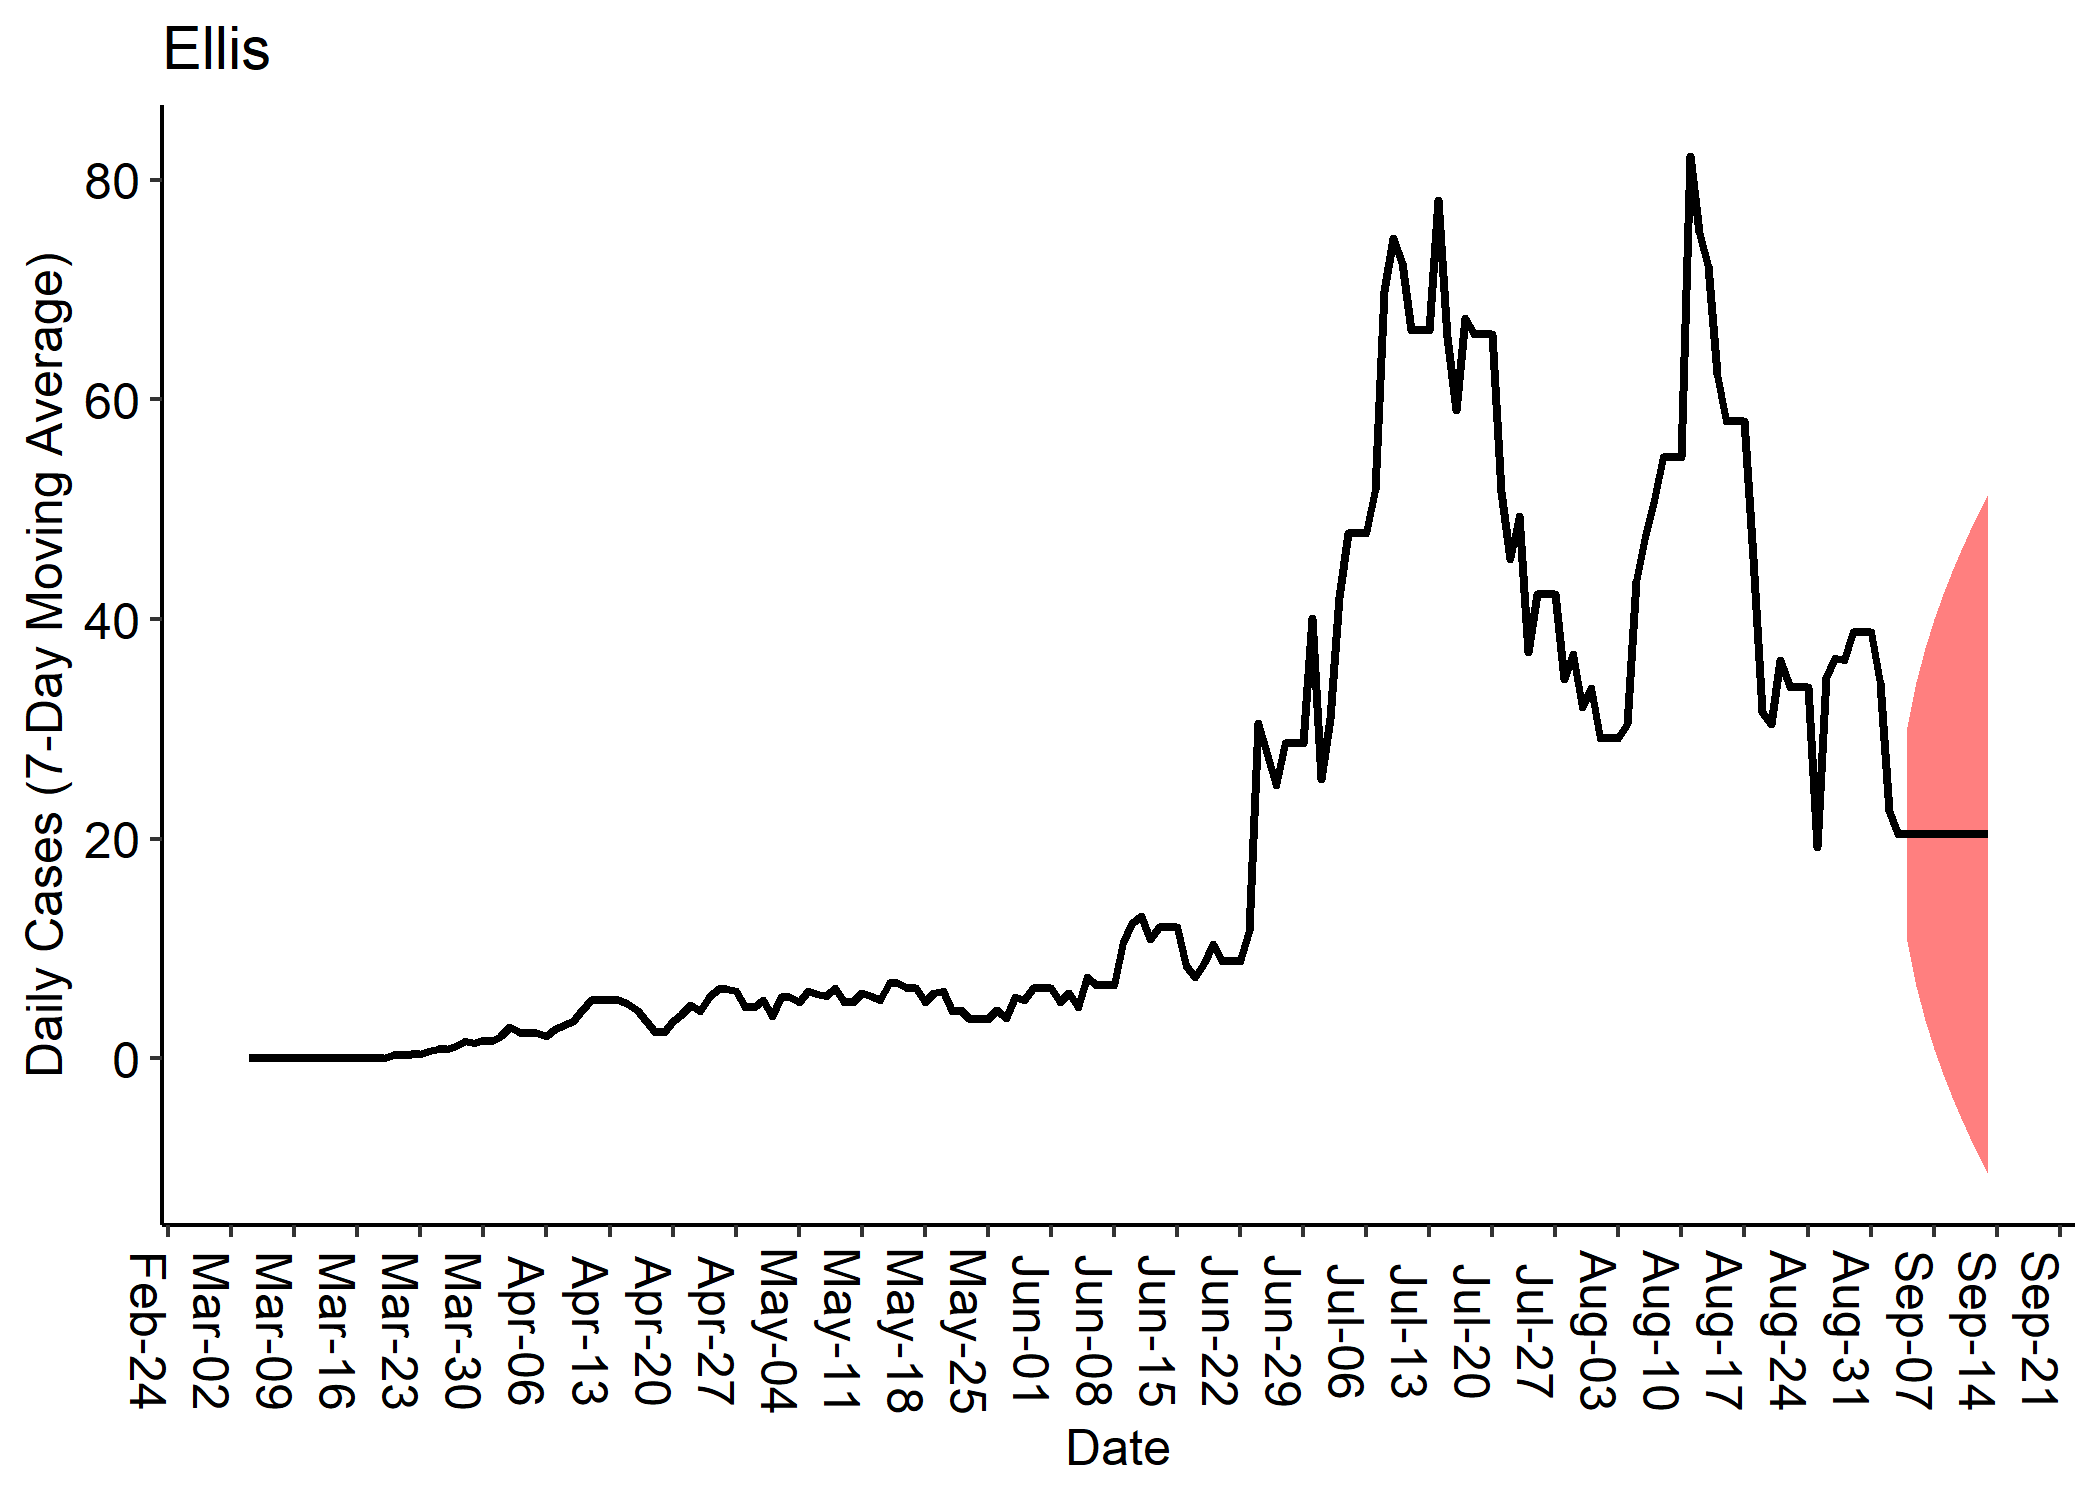 Ellis
Daily Cases (7-Day Moving Average)
80
60
40
20
0
Feb-24
Mar-02
Mar-09
Mar-16
Mar-23
Mar-30
Apr-06
Apr-13
Apr-20
Apr-27
May-04
May-11
May-18
May-25
Jun-01
Jun-08
Jun-15
Jun-22
Jun-29
Jul-06
Jul-13
Jul-20
Jul-27
Aug-03
Aug-10
Aug-17
Aug-24
Aug-31
Sep-07
Sep-14
Sep-21
Date